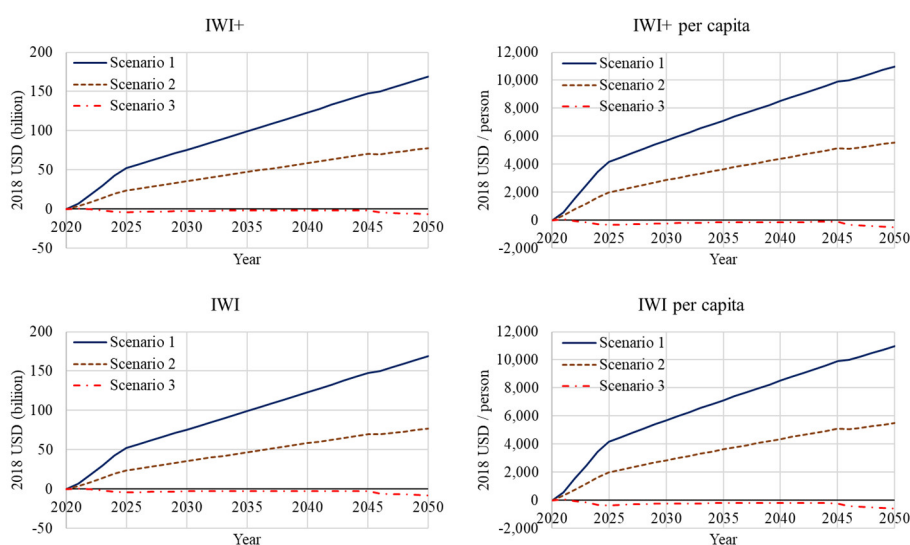 IWI+
200
150
100
50
0
-50
2018 USD (biliion)
Scenario 1
Scenario 2
Scenario 3
2020 2025 2030 2035 2040 2045 2050
Year
IWI+ per capita
12,000
10,000
8,000
6,000
4,000
2,000
0
-2,000
2018 USD / person
Scenario 1
Scenario 2
Scenario 3
2020 2025 2030 2035 2040 2045 2050
Year
IWI
200
150
100
50
0
-50
2018 USD (biliion)
Scenario 1
Scenario 2
Scenario 3
2020 2025 2030 2035 2040 2045 2050
Year
IWI per capita
12,000
10,000
8,000
6,000
4,000
2,000
0
-2,000
2018 USD / person
Scenario 1
Scenario 2
Scenario 3
2020 2025 2030 2035 2040 2045 2050
Year